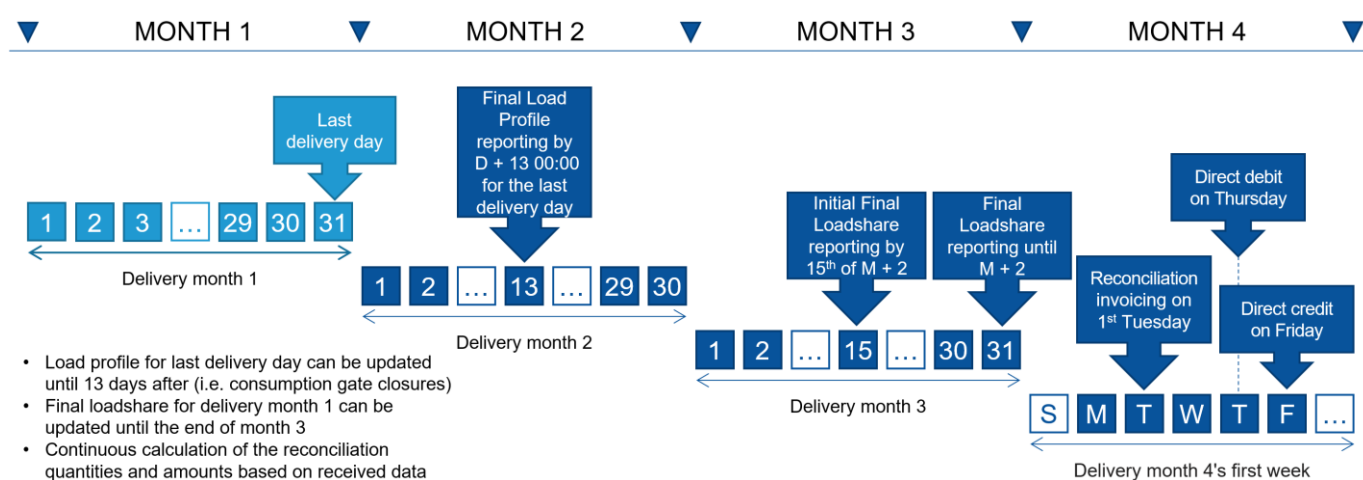 MONTH 1
MONTH 2
MONTH 3
MONTH 4
Last
delivery day
1 2 3 ... 29 30 31
Delivery month 1
Final Load
Profile
reporting by
D + 13 00:00
for the last
delivery day
1 2 ... 13 ... 29 30
Delivery month 2
Initial Final
Loadshare
reporting by
15th of M + 2
Final
Loadshare
reporting until
M + 2
1 2 ... 15 ... 30 31
Delivery month 3
Direct debit
on Thursday
Reconciliation
invoicing on
1st Tuesday
Direct credit
on Friday
S M T W T F ...
Delivery month 4's first week
• Load profile for last delivery day can be updated
until 13 days after (i.e. consumption gate closures)
• Final loadshare for delivery month 1 can be
updated until the end of month 3
• Continuous calculation of the reconciliation
quantities and amounts based on received data